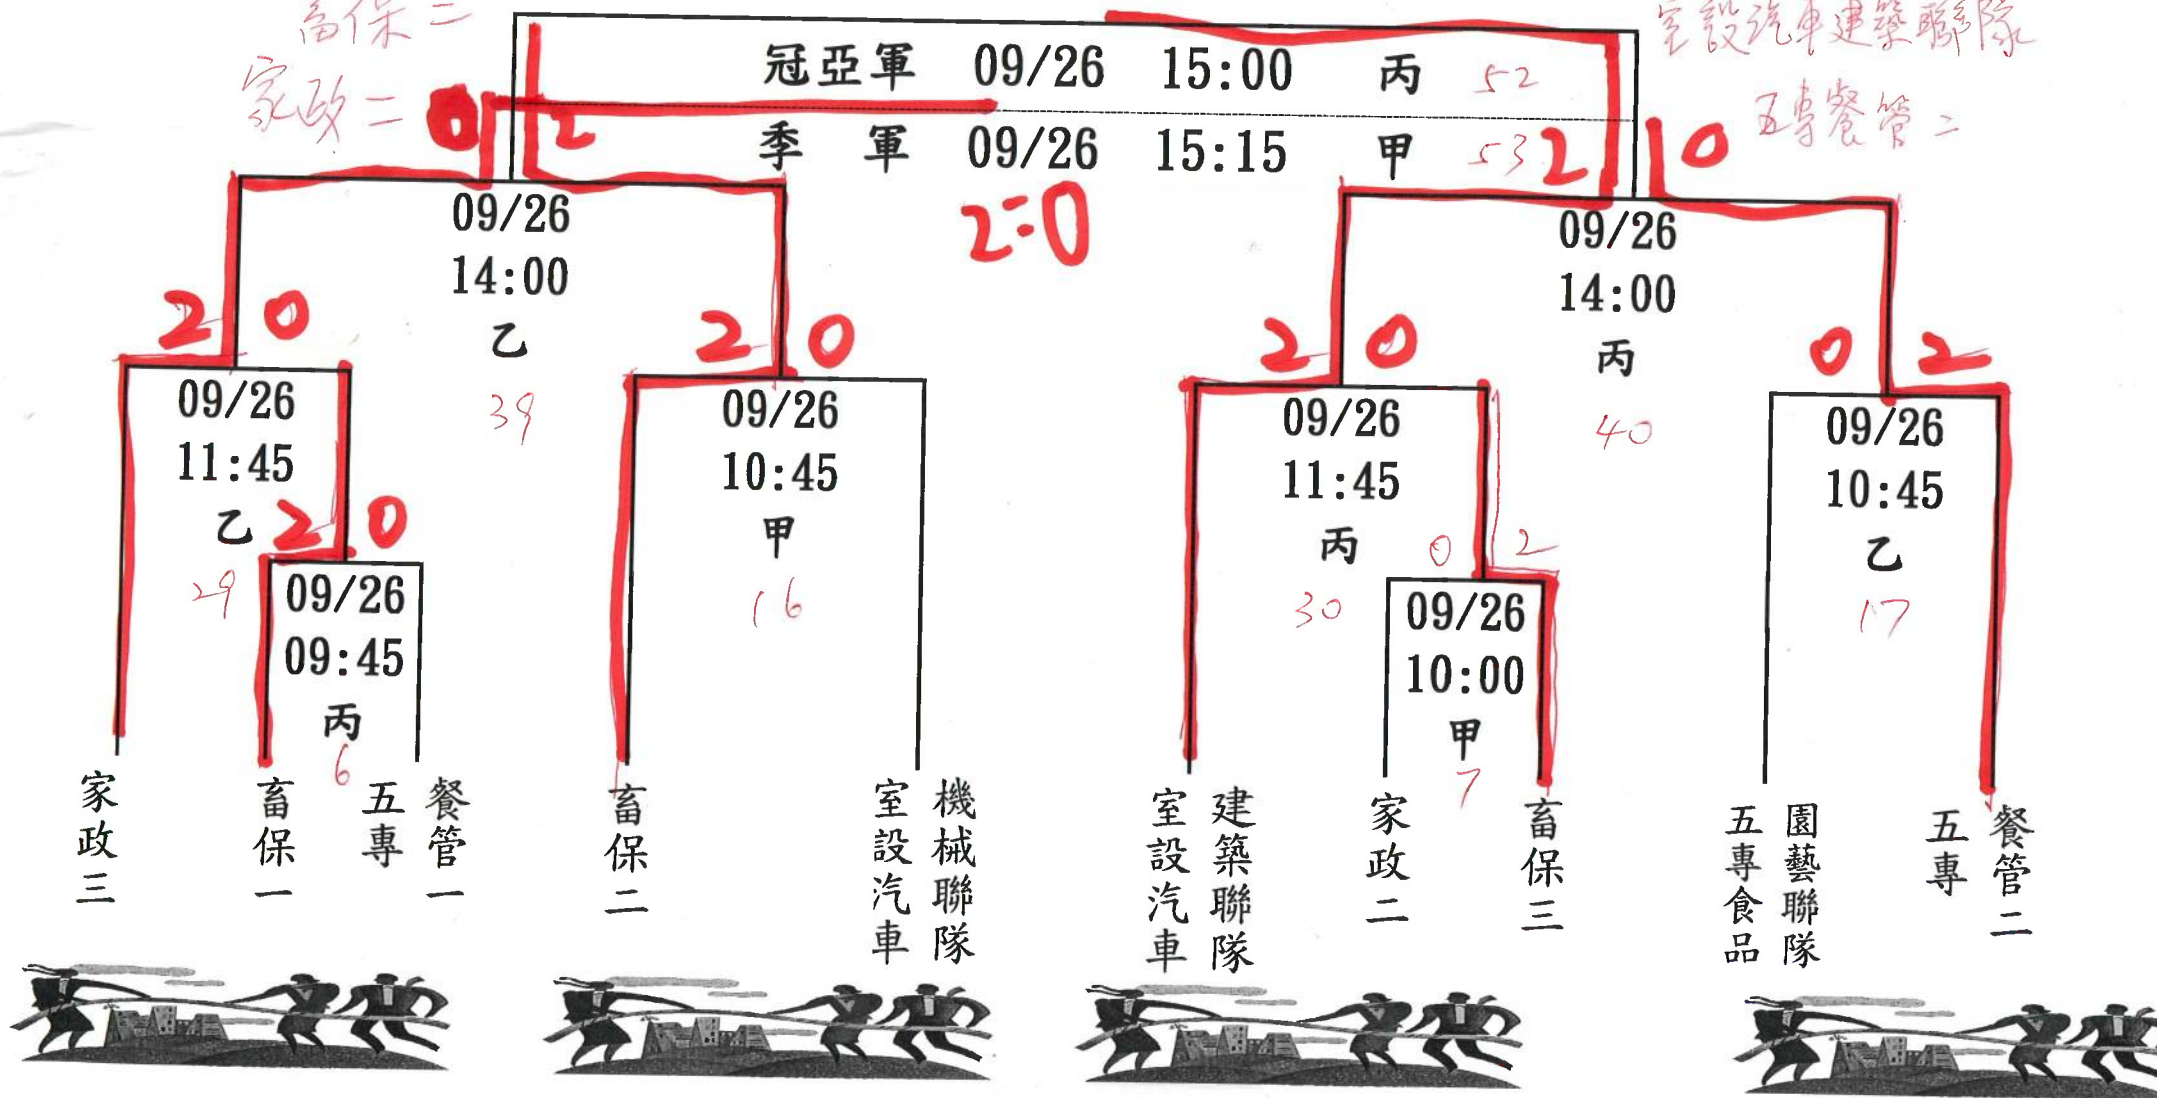 畜保二
室設汽車建築聯隊
家政二
五專餐管二
冠亞軍 09/26 15:00 丙 52
季軍 09/26 15:15 甲 53
0 2
2 0
2:0
09/26
14:00
乙
39
09/26
14:00
丙
40
2 0
09/26
11:45
乙
29
2 0
09/26
10:45
甲
16
2 0
09/26
11:45
丙
30
0 2
09/26
10:45
乙
17
2 0
09/26
09:45
丙
6
0 2
09/26
10:00
甲
7
家政三
畜保一
五專
餐管一
畜保二
室設汽車
機械聯隊
室設汽車
建築聯隊
家政二
畜保三
五專食品
園藝聯隊
五專
餐管二